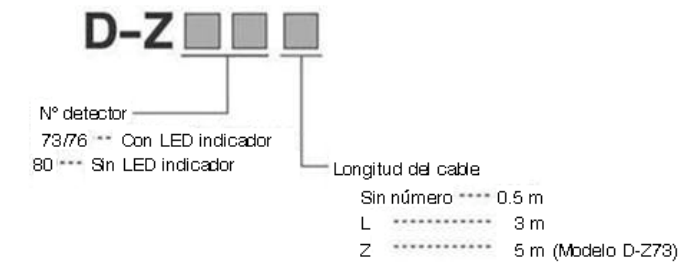 D-Z
Nº detector
73/76 ---- Con LED indicador
80 ---- Sin LED indicador
Longitud del cable
Sin número ---- 0.5 m
L -------------- 3 m
Z -------------- 5 m (Modelo D-Z73)